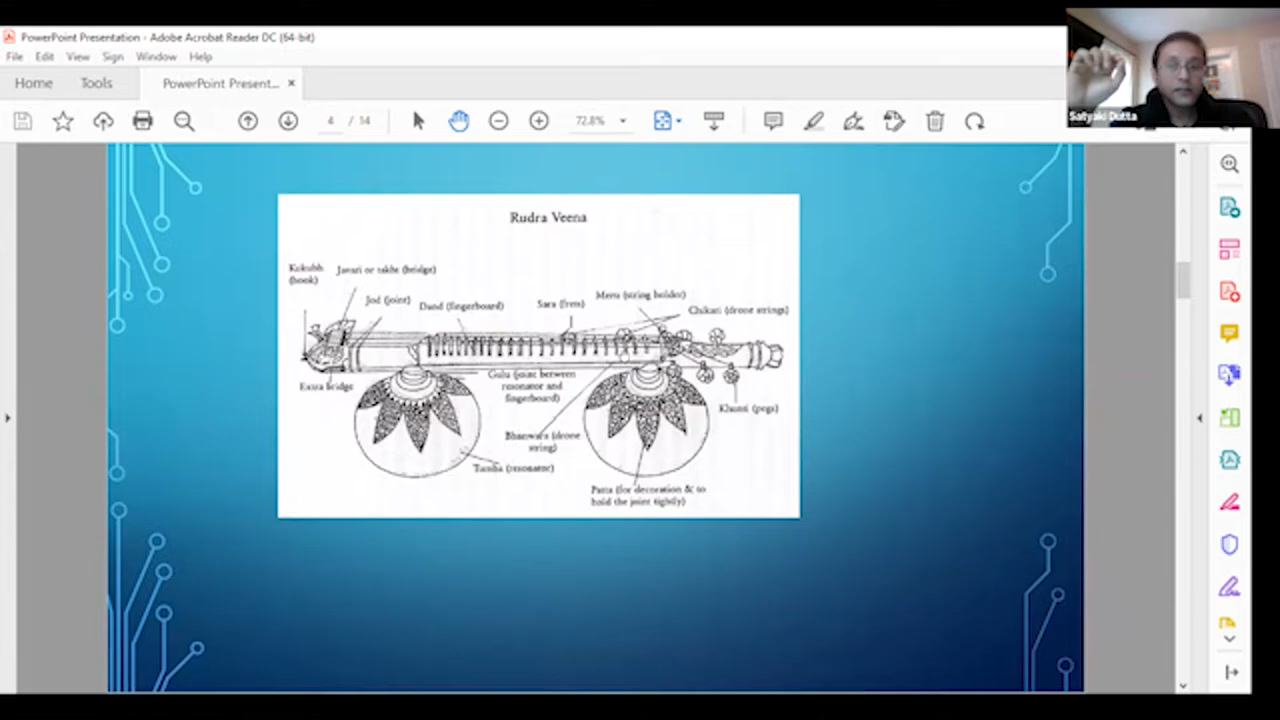 PowerPoint Presentation - Adobe Acrobat Reader DC (64-bit)
File Edit View Sign Window Help
Home Tools PowerPoint Present... ×
4 / 14 72.8%
Satyaki Dutta
Rudra Veena
Kukubh
(hook)
Javari or takht (bridge)
Jod (joint)
Dand (fingerboard)
Sara (frets)
Meru (string holder)
Chikari (drone strings)
Extra bridge
Gulu (joint between
resonator and
fingerboard)
Khunti (pegs)
Bhanwara (drone
string)
Tumba (resonator)
Patta (for decoration & to
hold the joint tightly)